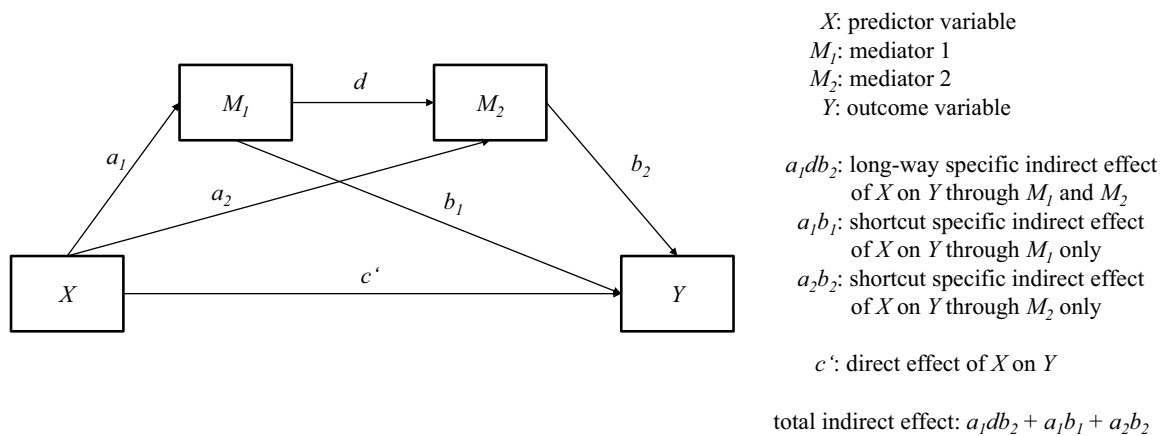 X: predictor variable
M₁: mediator 1
M₂: mediator 2
Y: outcome variable
d
M₁
M₂
a₁
a₂
b₁
b₂
X
c‘
Y
a₁db₂: long-way specific indirect effect
of X on Y through M₁ and M₂
a₁b₁: shortcut specific indirect effect
of X on Y through M₁ only
a₂b₂: shortcut specific indirect effect
of X on Y through M₂ only
c‘: direct effect of X on Y
total indirect effect: a₁db₂ + a₁b₁ + a₂b₂